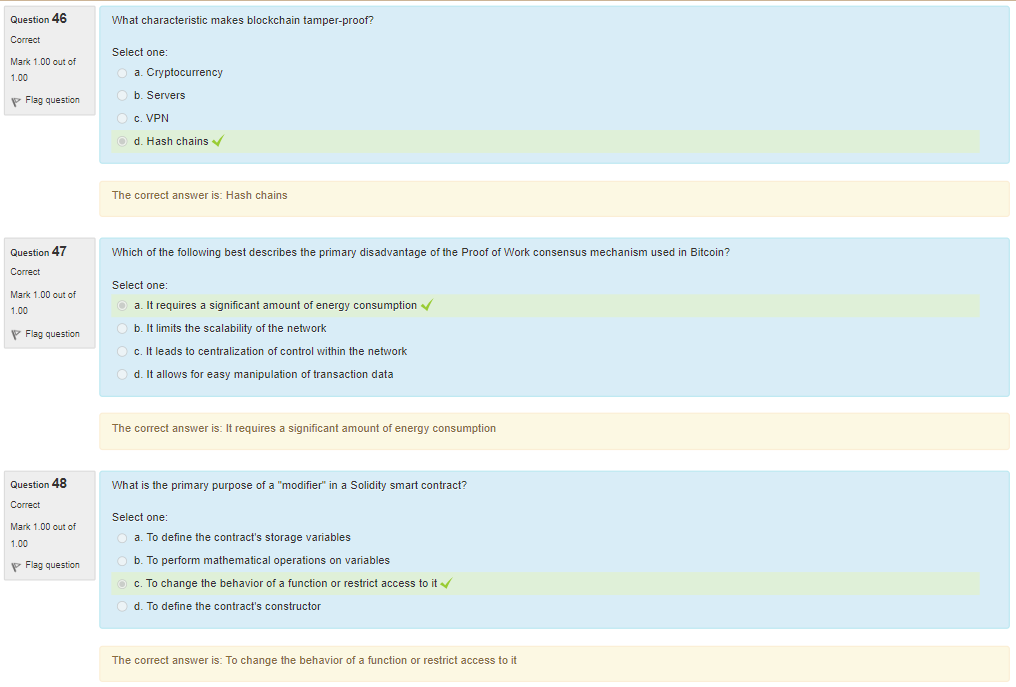 Question 46
Correct
Mark 1.00 out of
1.00
Flag question
What characteristic makes blockchain tamper-proof?
Select one:
a. Cryptocurrency
b. Servers
c. VPN
d. Hash chains
The correct answer is: Hash chains
Question 47
Correct
Mark 1.00 out of
1.00
Flag question
Which of the following best describes the primary disadvantage of the Proof of Work consensus mechanism used in Bitcoin?
Select one:
a. It requires a significant amount of energy consumption
b. It limits the scalability of the network
c. It leads to centralization of control within the network
d. It allows for easy manipulation of transaction data
The correct answer is: It requires a significant amount of energy consumption
Question 48
Correct
Mark 1.00 out of
1.00
Flag question
What is the primary purpose of a "modifier" in a Solidity smart contract?
Select one:
a. To define the contract's storage variables
b. To perform mathematical operations on variables
c. To change the behavior of a function or restrict access to it
d. To define the contract's constructor
The correct answer is: To change the behavior of a function or restrict access to it